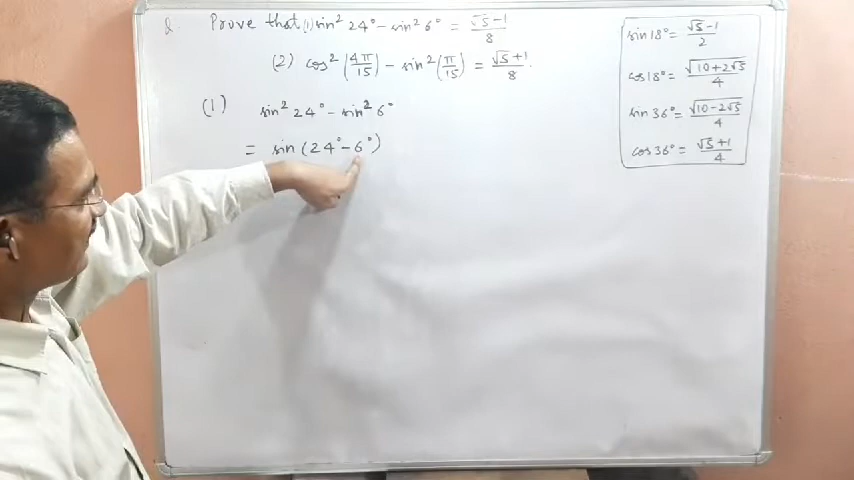 Q. Prove that (1) sin² 24° - sin² 6° = (√5-1)/8
(2) cos² (4π/15) - sin² (π/15) = (√5+1)/8.
(1) sin² 24° - sin² 6°
= sin (24° - 6°)
sin 18° = (√5-1)/2
cos 18° = √(10+2√5)/4
sin 36° = √(10-2√5)/4
cos 36° = (√5+1)/4